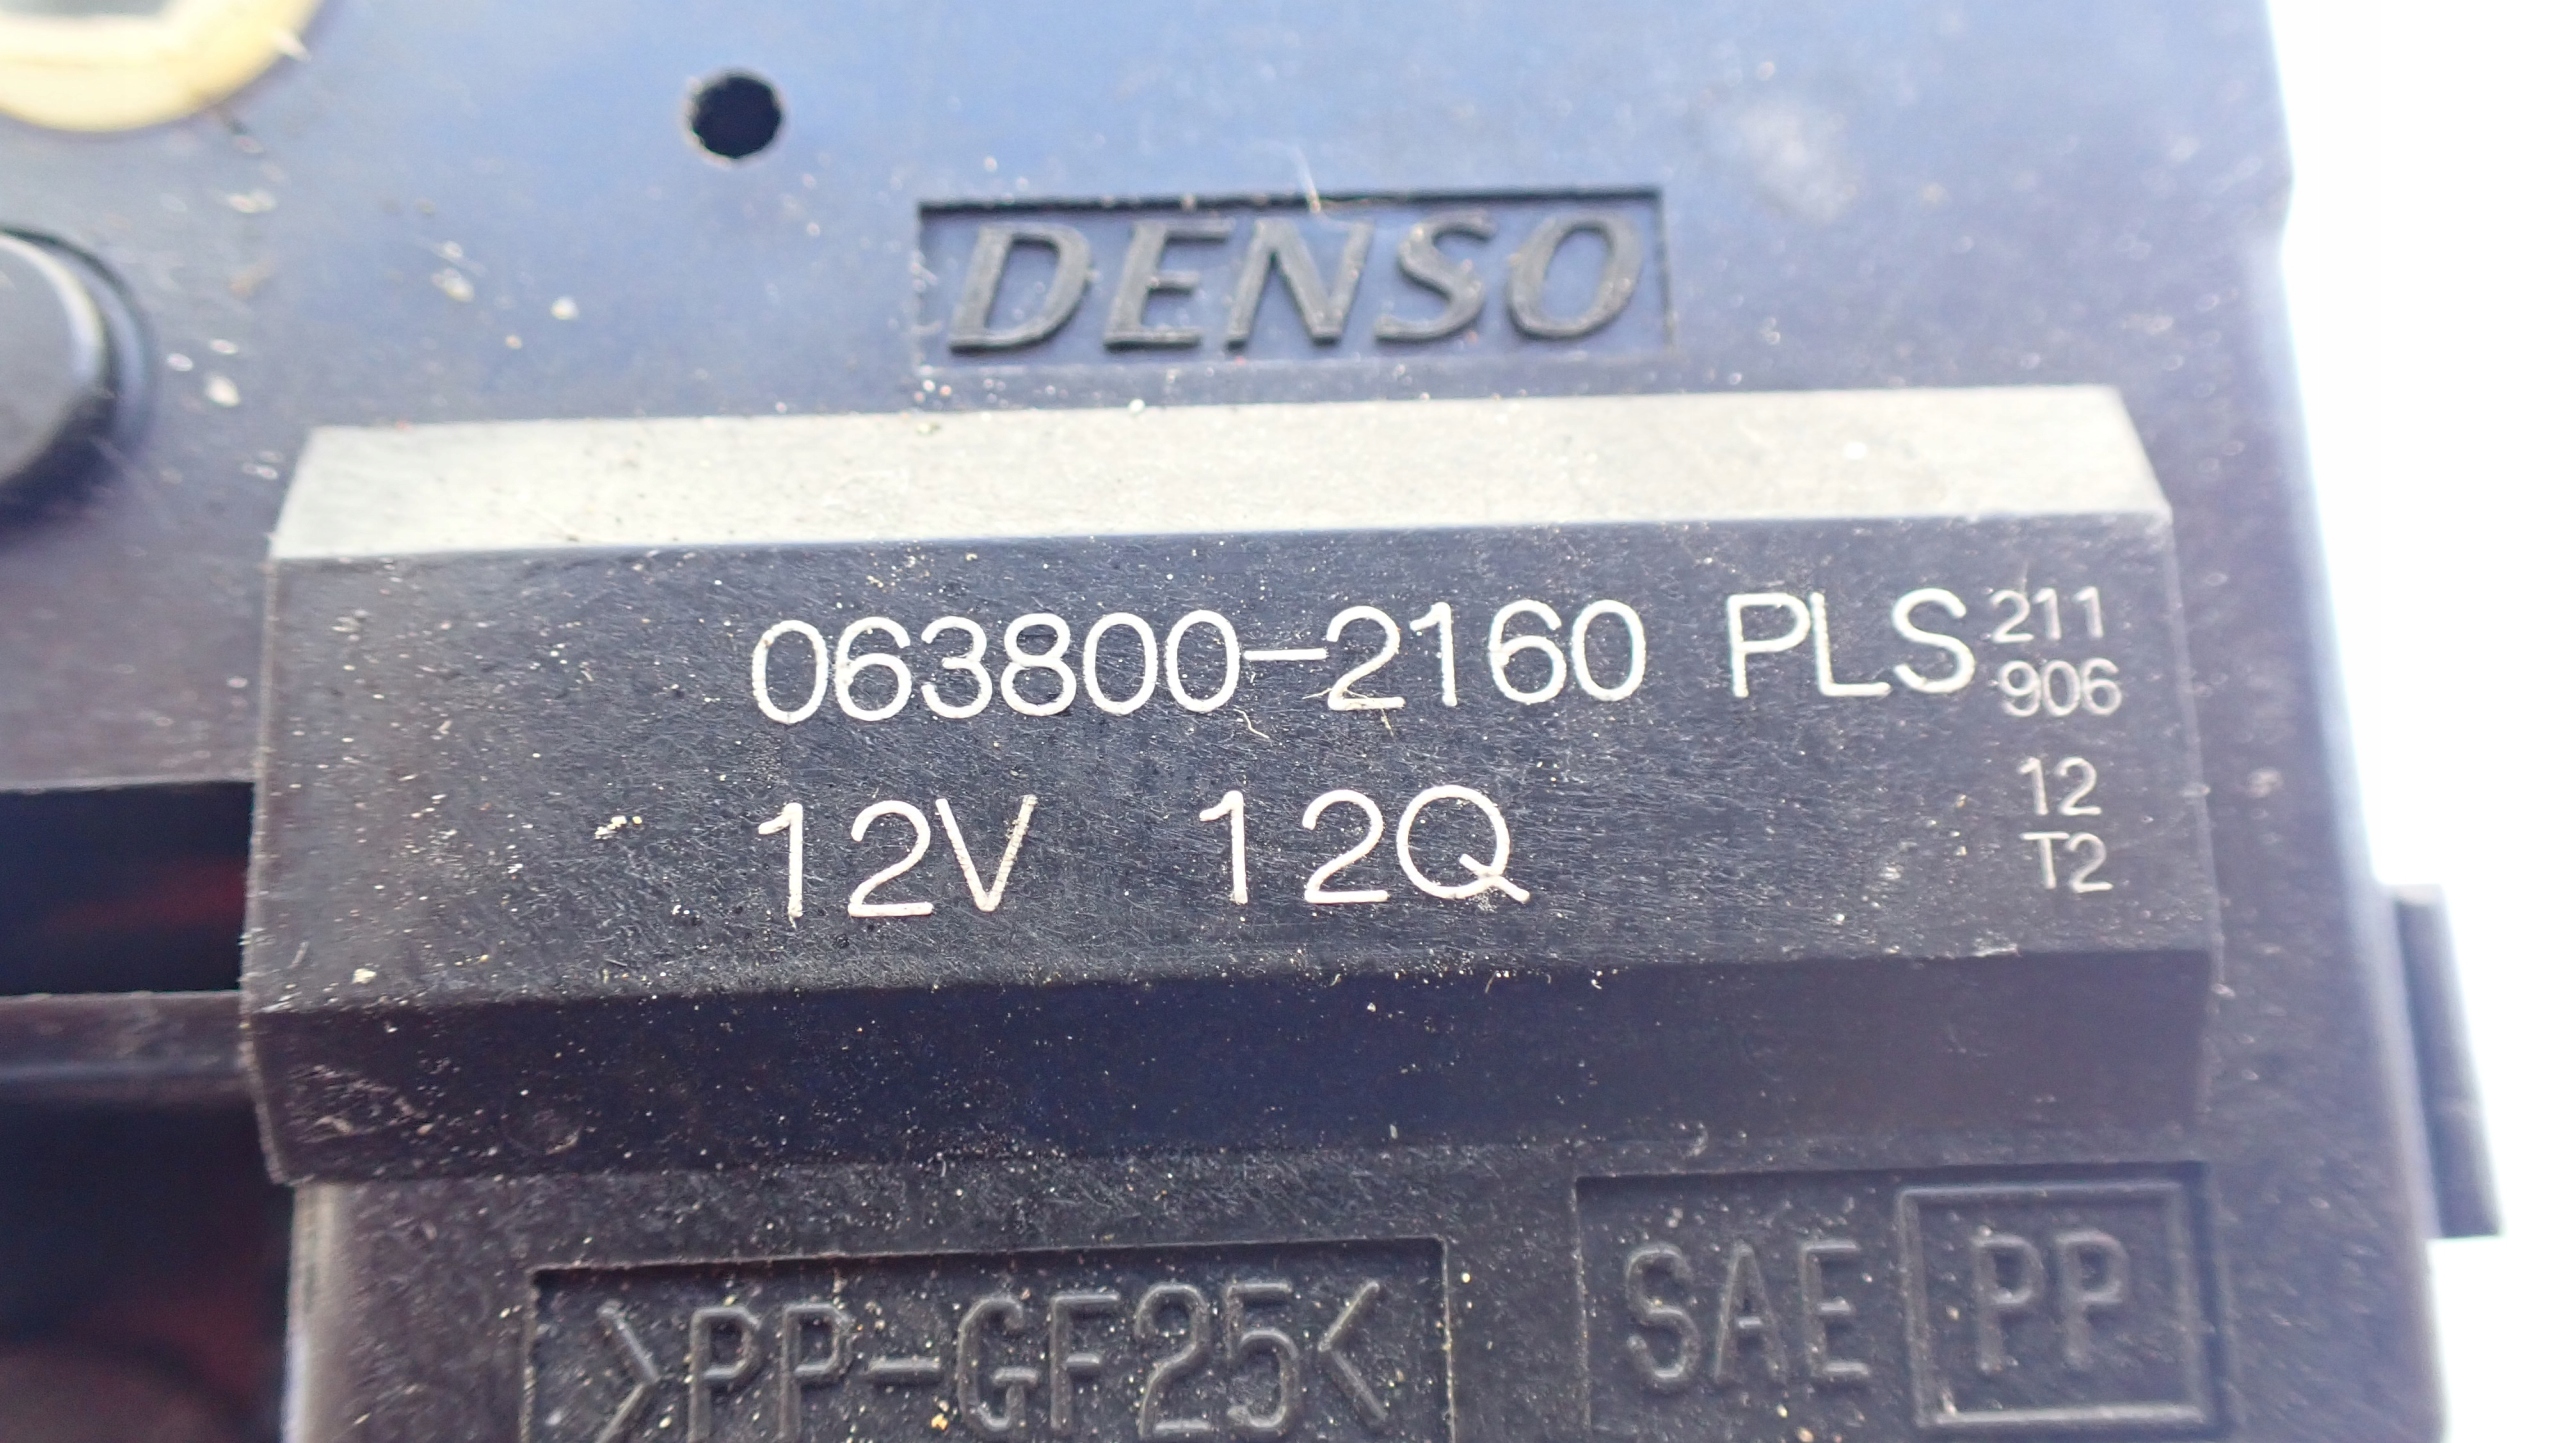 DENSO
063800-2160 PLS
211
906
12V 12Q
12
T2
>PP-GF25<
SAE PP